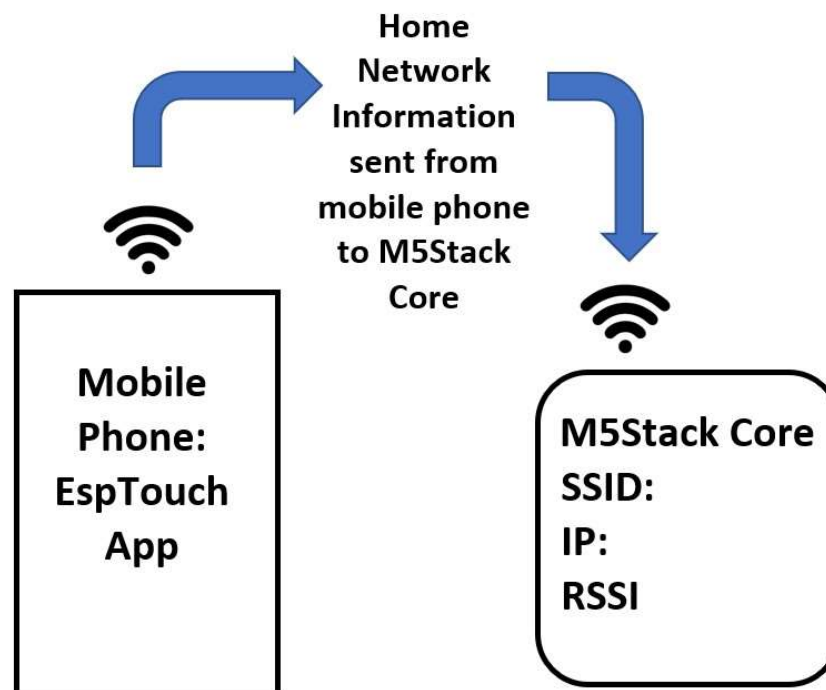 Home
Network
Information
sent from
mobile phone
to M5Stack
Core
Mobile
Phone:
EspTouch
App
M5Stack Core
SSID:
IP:
RSSI